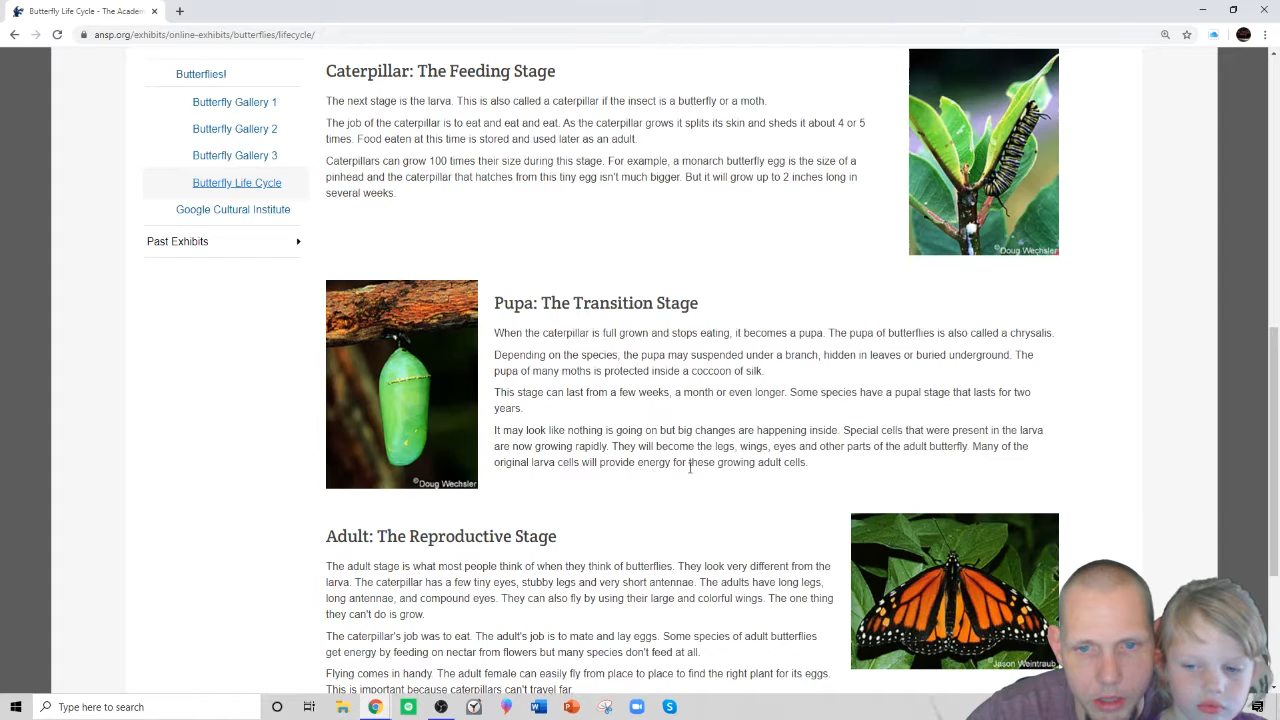 Butterfly Life Cycle - The Acade
ansp.org/exhibits/online-exhibits/butterflies/lifecycle/
Butterflies!
Butterfly Gallery 1
Butterfly Gallery 2
Butterfly Gallery 3
Butterfly Life Cycle
Google Cultural Institute
Past Exhibits
Caterpillar: The Feeding Stage
The next stage is the larva. This is also called a caterpillar if the insect is a butterfly or a moth.
The job of the caterpillar is to eat and eat and eat. As the caterpillar grows it splits its skin and sheds it about 4 or 5
times. Food eaten at this time is stored and used later as an adult.
Caterpillars can grow 100 times their size during this stage. For example, a monarch butterfly egg is the size of a
pinhead and the caterpillar that hatches from this tiny egg isn't much bigger. But it will grow up to 2 inches long in
several weeks.
©Doug Wechsler
Pupa: The Transition Stage
When the caterpillar is full grown and stops eating, it becomes a pupa. The pupa of butterflies is also called a chrysalis.
Depending on the species, the pupa may suspended under a branch, hidden in leaves or buried underground. The
pupa of many moths is protected inside a coccoon of silk.
This stage can last from a few weeks, a month or even longer. Some species have a pupal stage that lasts for two
years.
It may look like nothing is going on but big changes are happening inside. Special cells that were present in the larva
are now growing rapidly. They will become the legs, wings, eyes and other parts of the adult butterfly. Many of the
original larva cells will provide energy for these growing adult cells.
©Doug Wechsler
Adult: The Reproductive Stage
The adult stage is what most people think of when they think of butterflies. They look very different from the
larva. The caterpillar has a few tiny eyes, stubby legs and very short antennae. The adults have long legs,
long antennae, and compound eyes. They can also fly by using their large and colorful wings. The one thing
they can't do is grow.
The caterpillar's job was to eat. The adult's job is to mate and lay eggs. Some species of adult butterflies
get energy by feeding on nectar from flowers but many species don't feed at all.
Flying comes in handy. The adult female can easily fly from place to place to find the right plant for its eggs.
This is important because caterpillars can't travel far.
©Jason Weintraub
Type here to search